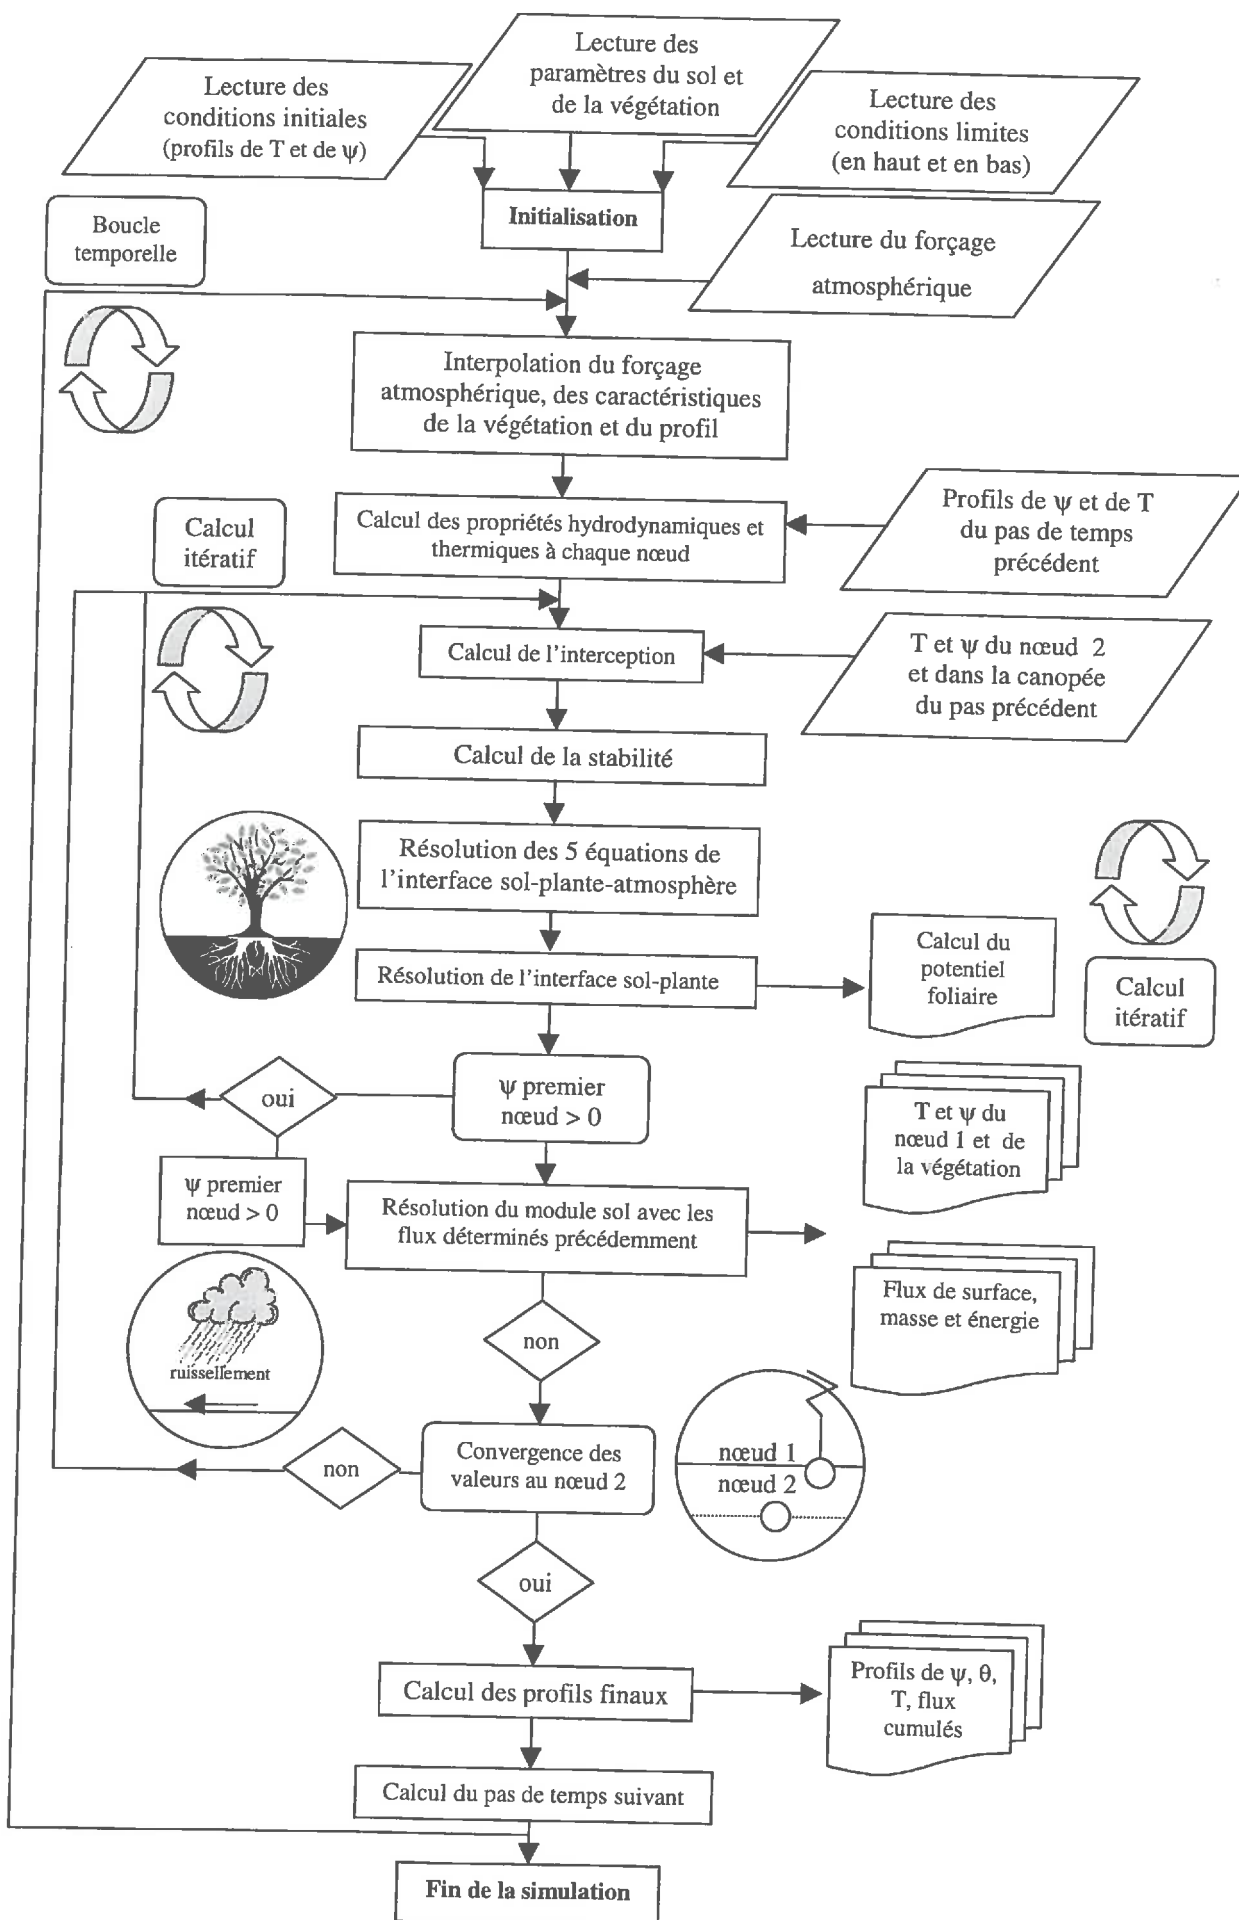 Lecture des
paramètres du sol et
de la végétation
Lecture des
conditions initiales
(profils de T et de ψ)
Lecture des
conditions limites
(en haut et en bas)
Initialisation
Boucle
temporelle
Lecture du forçage
atmosphérique
Interpolation du forçage
atmosphérique, des caractéristiques
de la végétation et du profil
Calcul
itératif
Calcul des propriétés hydrodynamiques et
thermiques à chaque nœud
Profils de ψ et de T
du pas de temps
précédent
Calcul de l'interception
T et ψ du nœud 2
et dans la canopée
du pas précédent
Calcul de la stabilité
Résolution des 5 équations de
l'interface sol-plante-atmosphère
Résolution de l'interface sol-plante
Calcul du
potentiel
foliaire
Calcul
itératif
oui
ψ premier
nœud > 0
T et ψ du
nœud 1 et de
la végétation
ψ premier
nœud > 0
Résolution du module sol avec les
flux déterminés précédemment
Flux de surface,
masse et énergie
ruissellement
non
non
Convergence des
valeurs au nœud 2
nœud 1
nœud 2
oui
Calcul des profils finaux
Profils de ψ, θ,
T, flux
cumulés
Calcul du pas de temps suivant
Fin de la simulation